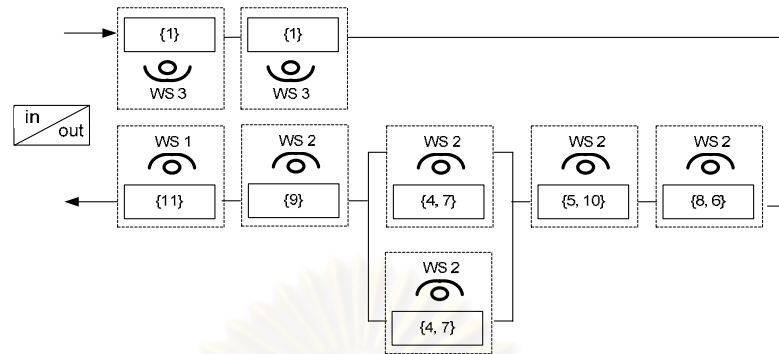 {1} {1}
WS 3 WS 3
in
out
WS 1 WS 2 WS 2 WS 2 WS 2
{11} {9} {4, 7} {5, 10} {8, 6}
WS 2
{4, 7}